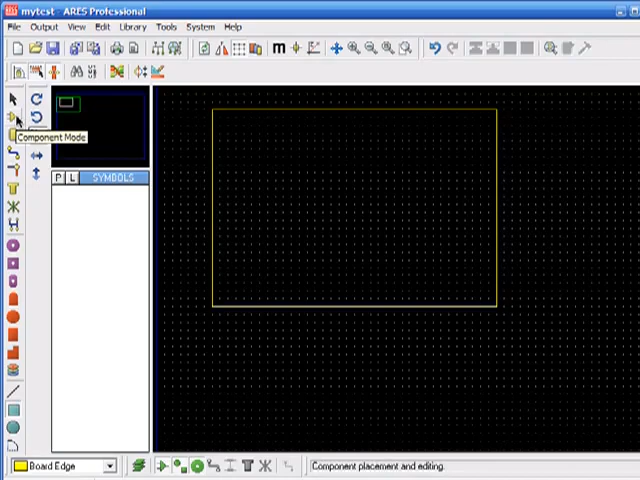 mytest - ARES Professional
File Output View Edit Library Tools System Help
m
Component Mode
P L SYMBOLS
Board Edge
Component placement and editing.